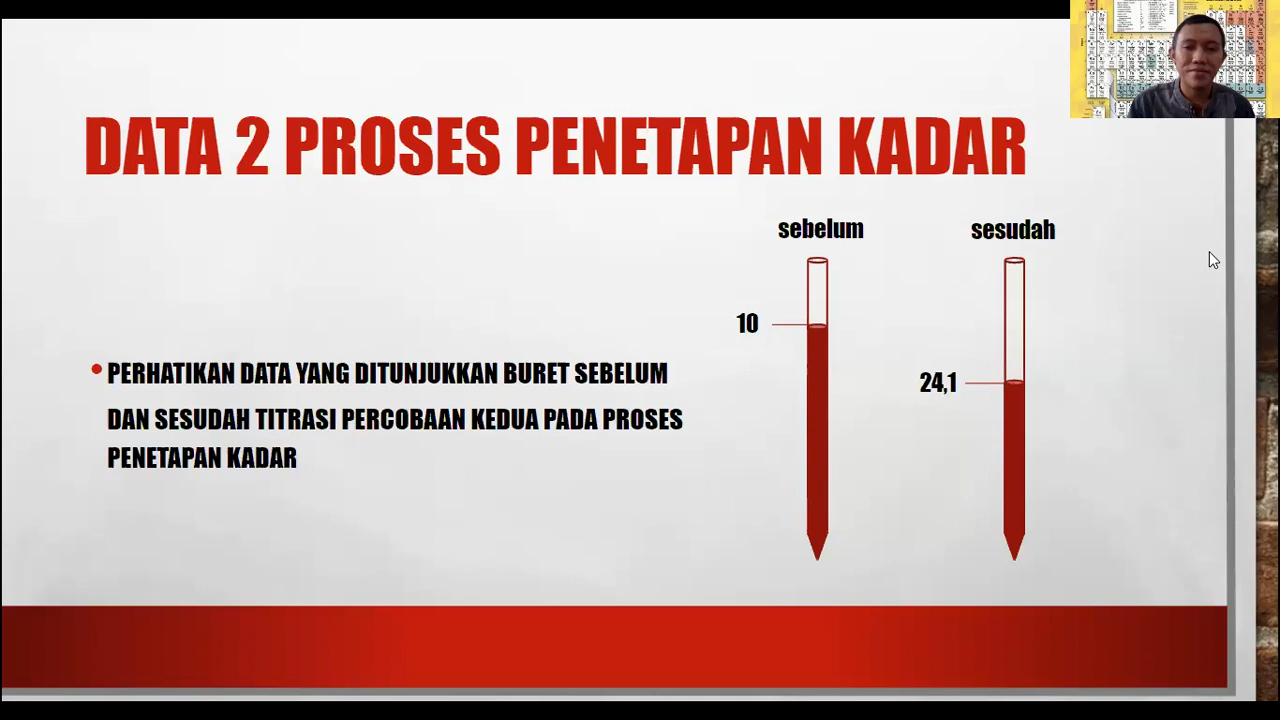 DATA 2 PROSES PENETAPAN KADAR
sebelum
sesudah
10
24,1
• PERHATIKAN DATA YANG DITUNJUKKAN BURET SEBELUM
DAN SESUDAH TITRASI PERCOBAAN KEDUA PADA PROSES
PENETAPAN KADAR